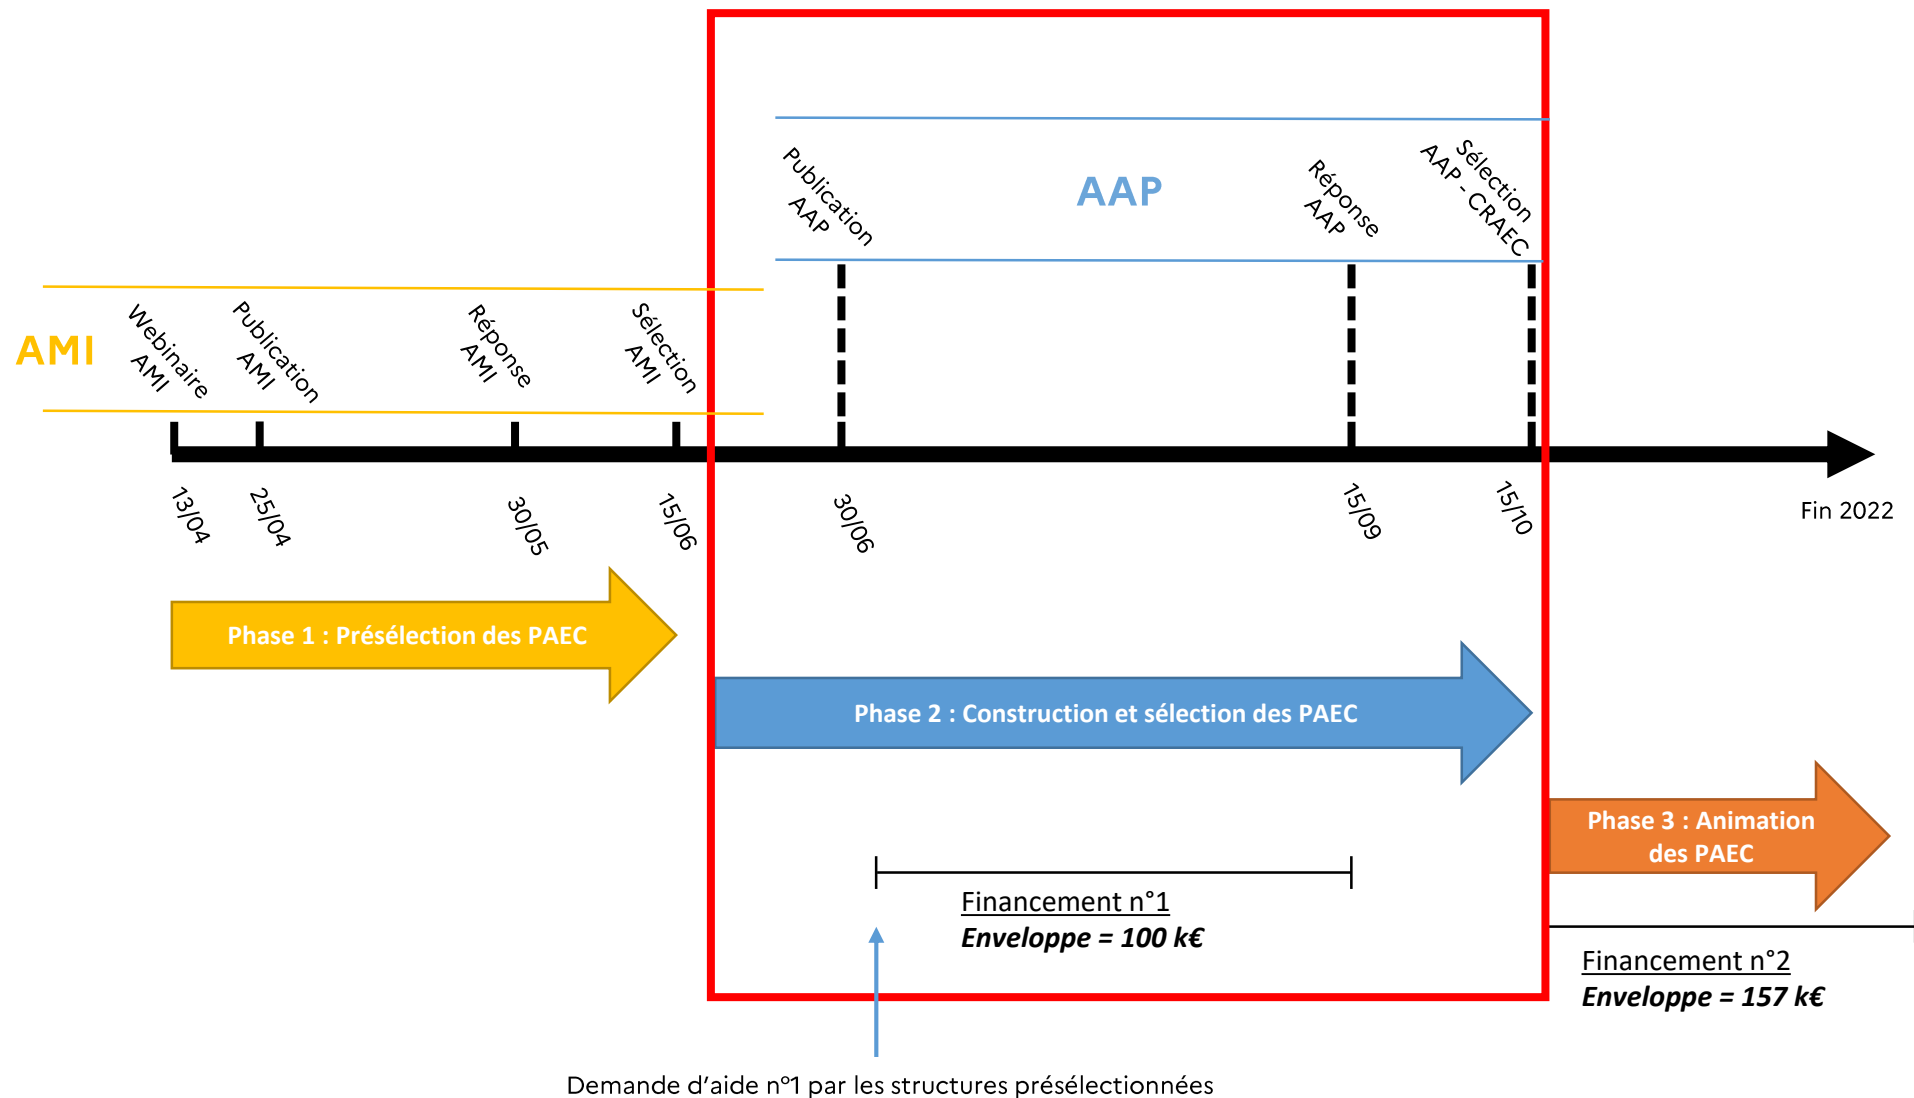 AAP
Publication
AAP
Réponse
AAP
Sélection
AAP - CRAEC
AMI
Webinaire
AMI
Publication
AMI
Réponse
AMI
Sélection
AMI
13/04
25/04
30/05
15/06
30/06
15/09
15/10
Fin 2022
Phase 1 : Présélection des PAEC
Phase 2 : Construction et sélection des PAEC
Phase 3 : Animation
des PAEC
Financement n°1
Enveloppe = 100 k€
Financement n°2
Enveloppe = 157 k€
Demande d'aide n°1 par les structures présélectionnées